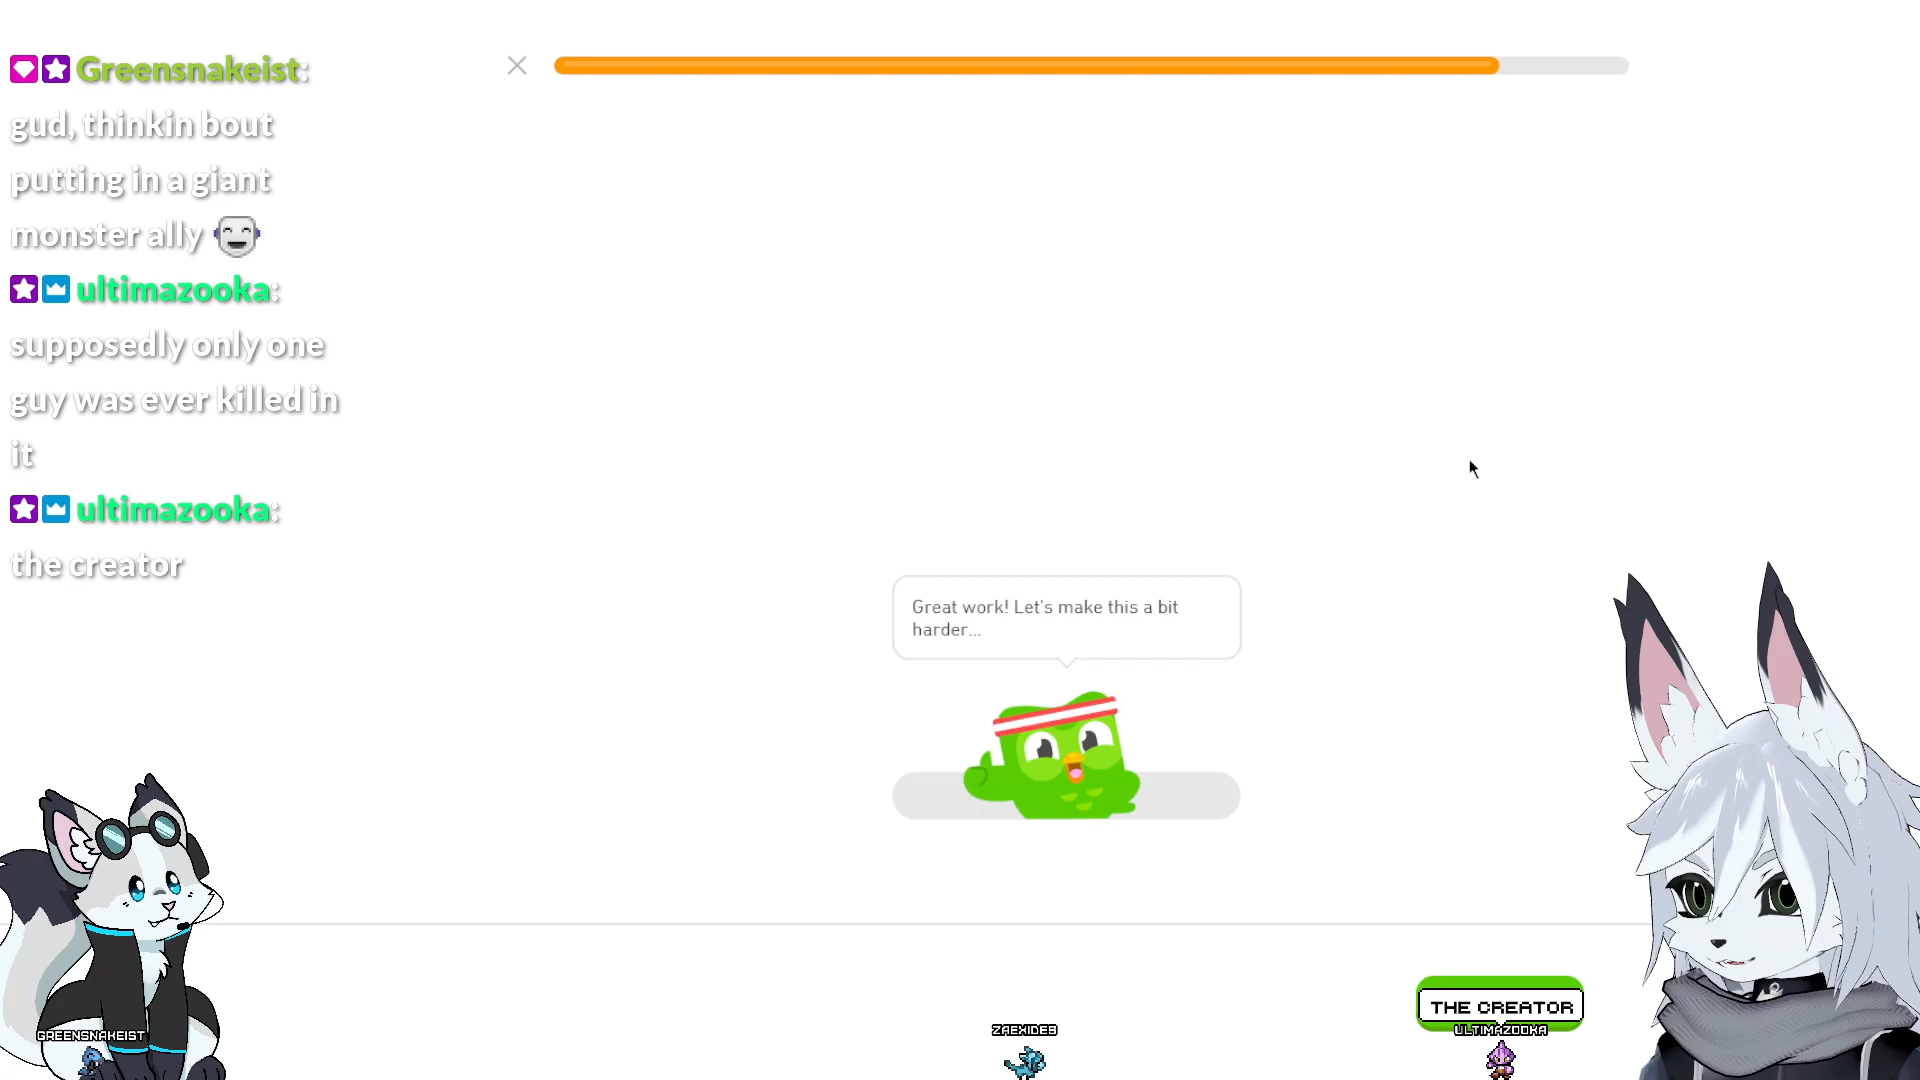 Greensnakeist:
gud, thinkin bout
putting in a giant
monster ally
ultimazooka:
supposedly only one
guy was ever killed in
it
ultimazooka:
the creator
Great work! Let's make this a bit
harder...
GREENSNAKEIST
ZAEXIDE3
THE CREATOR
ULTIMAZOOKA